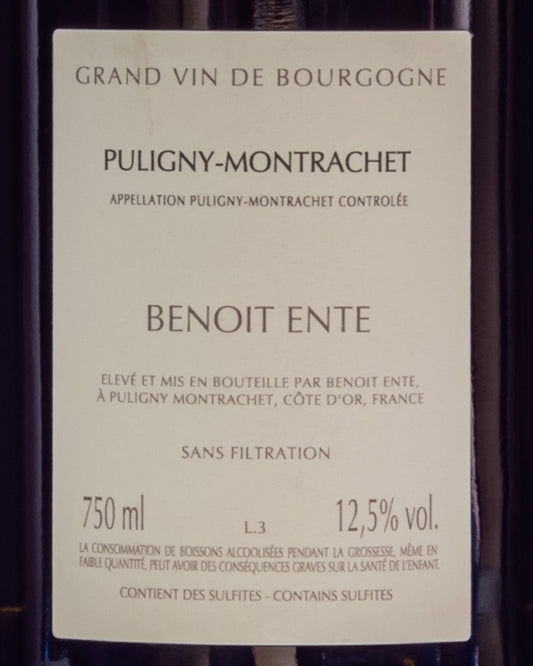 GRAND VIN DE BOURGOGNE
PULIGNY-MONTRACHET
APPELLATION PULIGNY-MONTRACHET CONTROLÉE
BENOIT ENTE
ELEVÉ ET MIS EN BOUTEILLE PAR BENOIT ENTE,
À PULIGNY MONTRACHET, CÔTE D'OR, FRANCE
SANS FILTRATION
750 ml L.3 12,5% vol.
LA CONSOMMATION DE BOISSONS ALCOOLISÉES PENDANT LA GROSSESSE, MÊME EN
FAIBLE QUANTITÉ, PEUT AVOIR DES CONSÉQUENCES GRAVES SUR LA SANTÉ DE L'ENFANT.
CONTIENT DES SULFITES - CONTAINS SULFITES